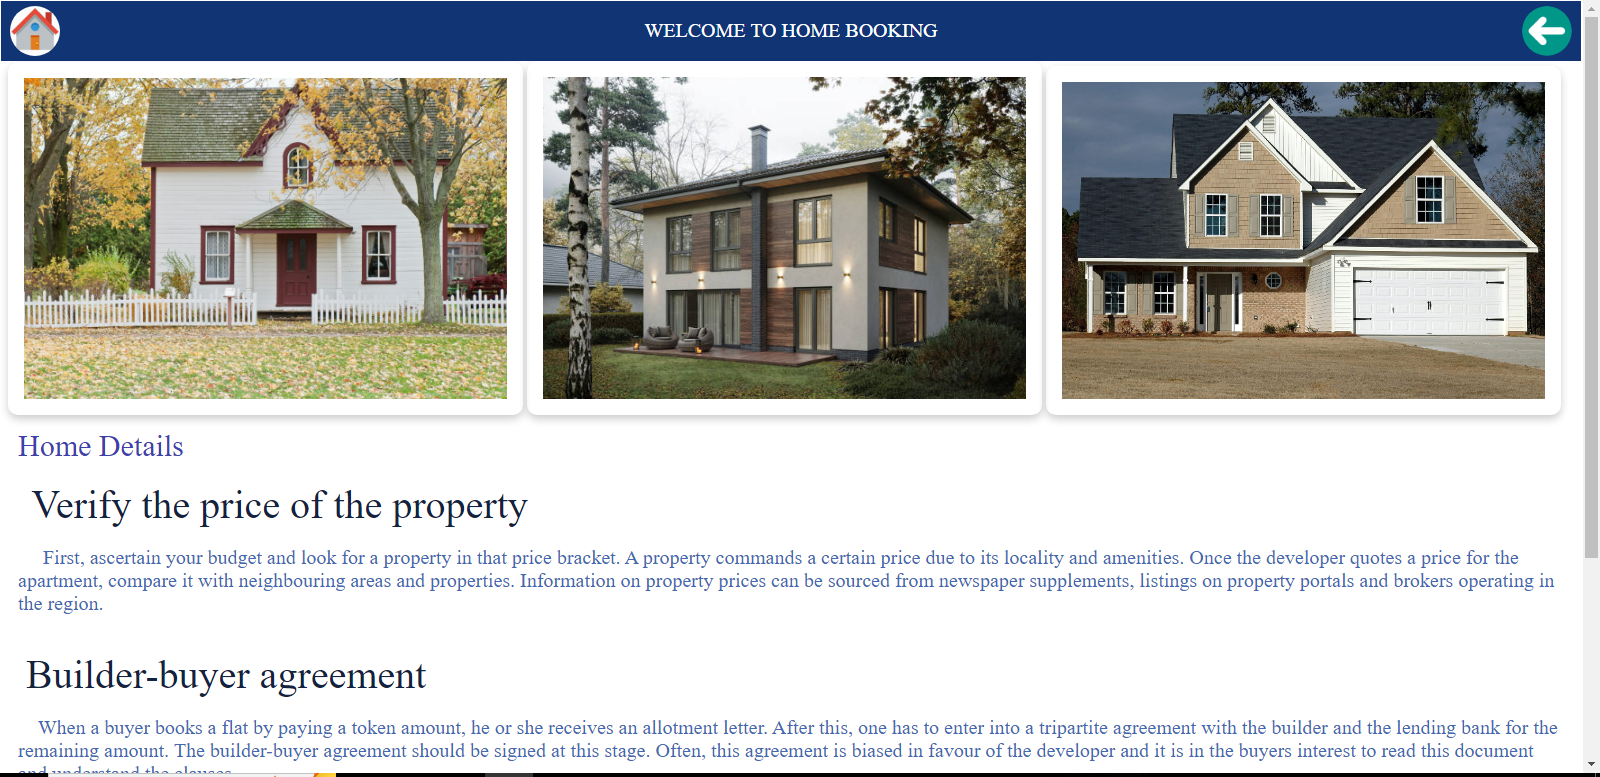 WELCOME TO HOME BOOKING
Home Details
Verify the price of the property
First, ascertain your budget and look for a property in that price bracket. A property commands a certain price due to its locality and amenities. Once the developer quotes a price for the
apartment, compare it with neighbouring areas and properties. Information on property prices can be sourced from newspaper supplements, listings on property portals and brokers operating in
the region.
Builder-buyer agreement
When a buyer books a flat by paying a token amount, he or she receives an allotment letter. After this, one has to enter into a tripartite agreement with the builder and the lending bank for the
remaining amount. The builder-buyer agreement should be signed at this stage. Often, this agreement is biased in favour of the developer and it is in the buyers interest to read this document
and understand the clauses.